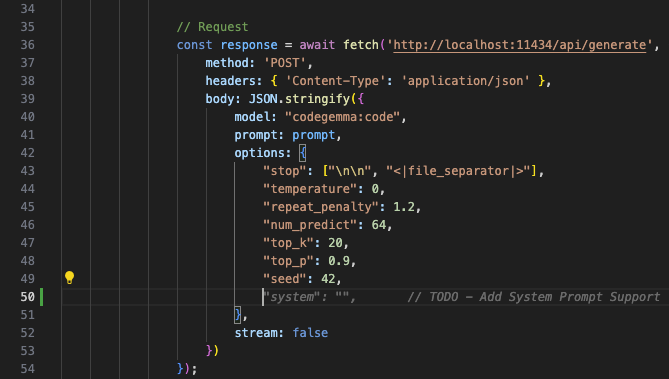 34
35 // Request
36 const response = await fetch('http://localhost:11434/api/generate',
37 method: 'POST',
38 headers: { 'Content-Type': 'application/json' },
39 body: JSON.stringify({
40 model: "codegemma:code",
41 prompt: prompt,
42 options: {
43 "stop": ["\n\n", "<|file_separator|>"],
44 "temperature": 0,
45 "repeat_penalty": 1.2,
46 "num_predict": 64,
47 "top_k": 20,
48 "top_p": 0.9,
49 "seed": 42,
50 "system": "", // TODO - Add System Prompt Support
51 },
52 stream: false
53 })
54 });